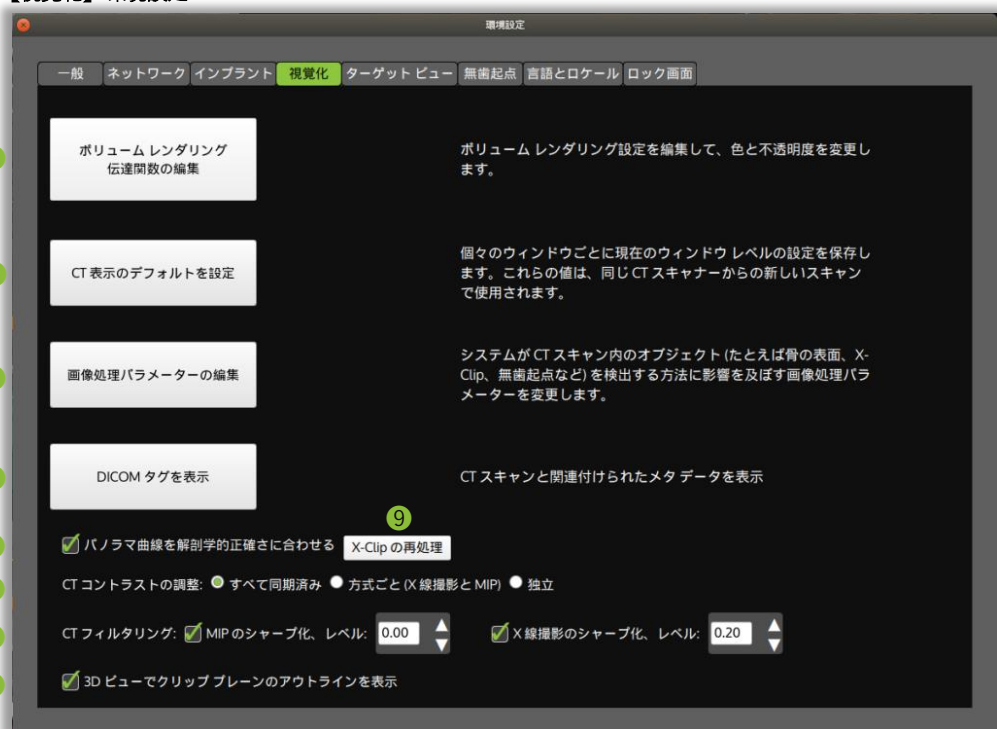 環境設定
一般 ネットワーク インプラント 視覚化 ターゲット ビュー 無歯起点 言語とロケール ロック画面
ボリューム レンダリング
伝達関数の編集
ボリューム レンダリング設定を編集して、色と不透明度を変更し
ます。
CT 表示のデフォルトを設定
個々のウィンドウごとに現在のウィンドウ レベルの設定を保存し
ます。これらの値は、同じ CT スキャナーからの新しいスキャン
で使用されます。
画像処理パラメーターの編集
システムが CT スキャン内のオブジェクト (たとえば骨の表面、X-
Clip、無歯起点など) を検出する方法に影響を及ぼす画像処理パラ
メーターを変更します。
DICOM タグを表示
CT スキャンと関連付けられたメタ データを表示
9
パノラマ曲線を解剖学的正確さに合わせる X-Clip の再処理
CT コントラストの調整: すべて同期済み 方式ごと (X 線撮影と MIP) 独立
CT フィルタリング: MIP のシャープ化、レベル: 0.00 X 線撮影のシャープ化、レベル: 0.20
3D ビューでクリップ プレーンのアウトラインを表示